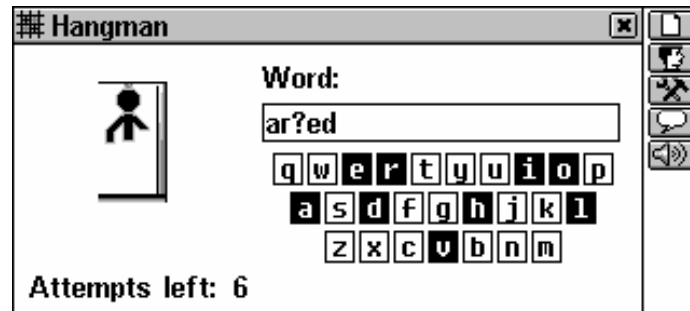 Hangman
Word:
ar?ed
q w e r t y u i o p
a s d f g h j k l
z x c v b n m
Attempts left: 6